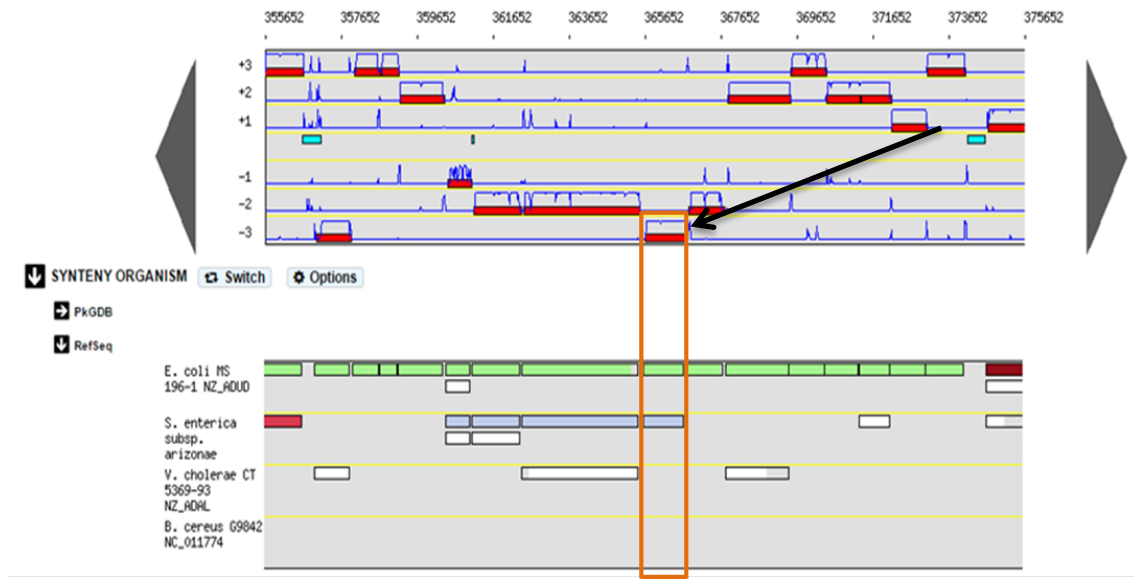 355652 357652 359652 361652 363652 365652 367652 369652 371652 373652 375652
+3
+2
+1
-1
-2
-3
SYNTENY ORGANISM Switch Options
PkGDB
RefSeq
E. coli MS
196-1 NZ_ADUD
S. enterica
subsp.
arizonae
V. cholerae CT
5369-93
NZ_ADAL
B. cereus G9842
NC_011774